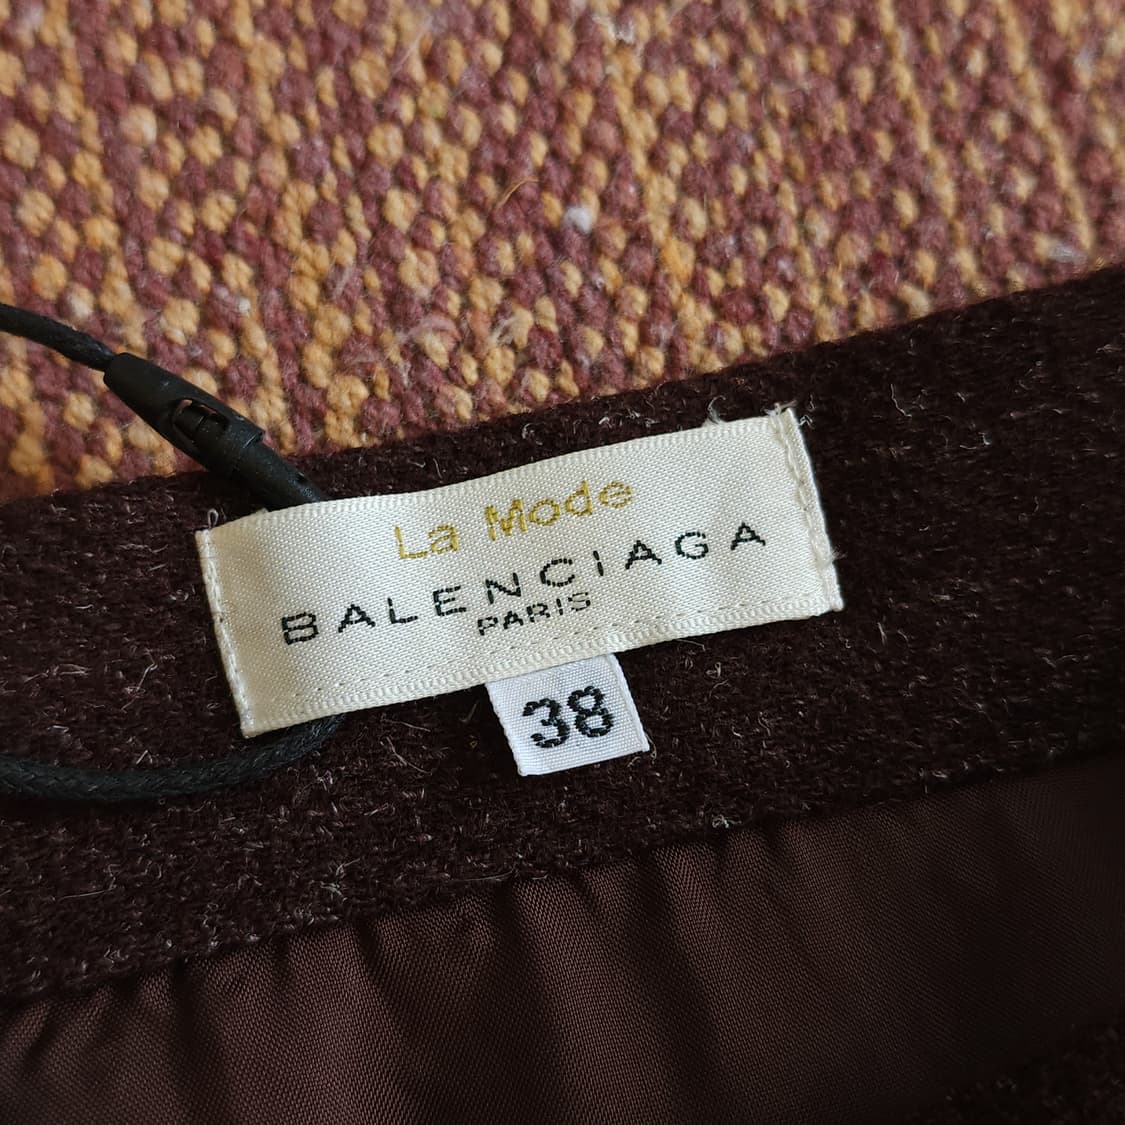 La Mode
BALENCIAGA
PARIS
38